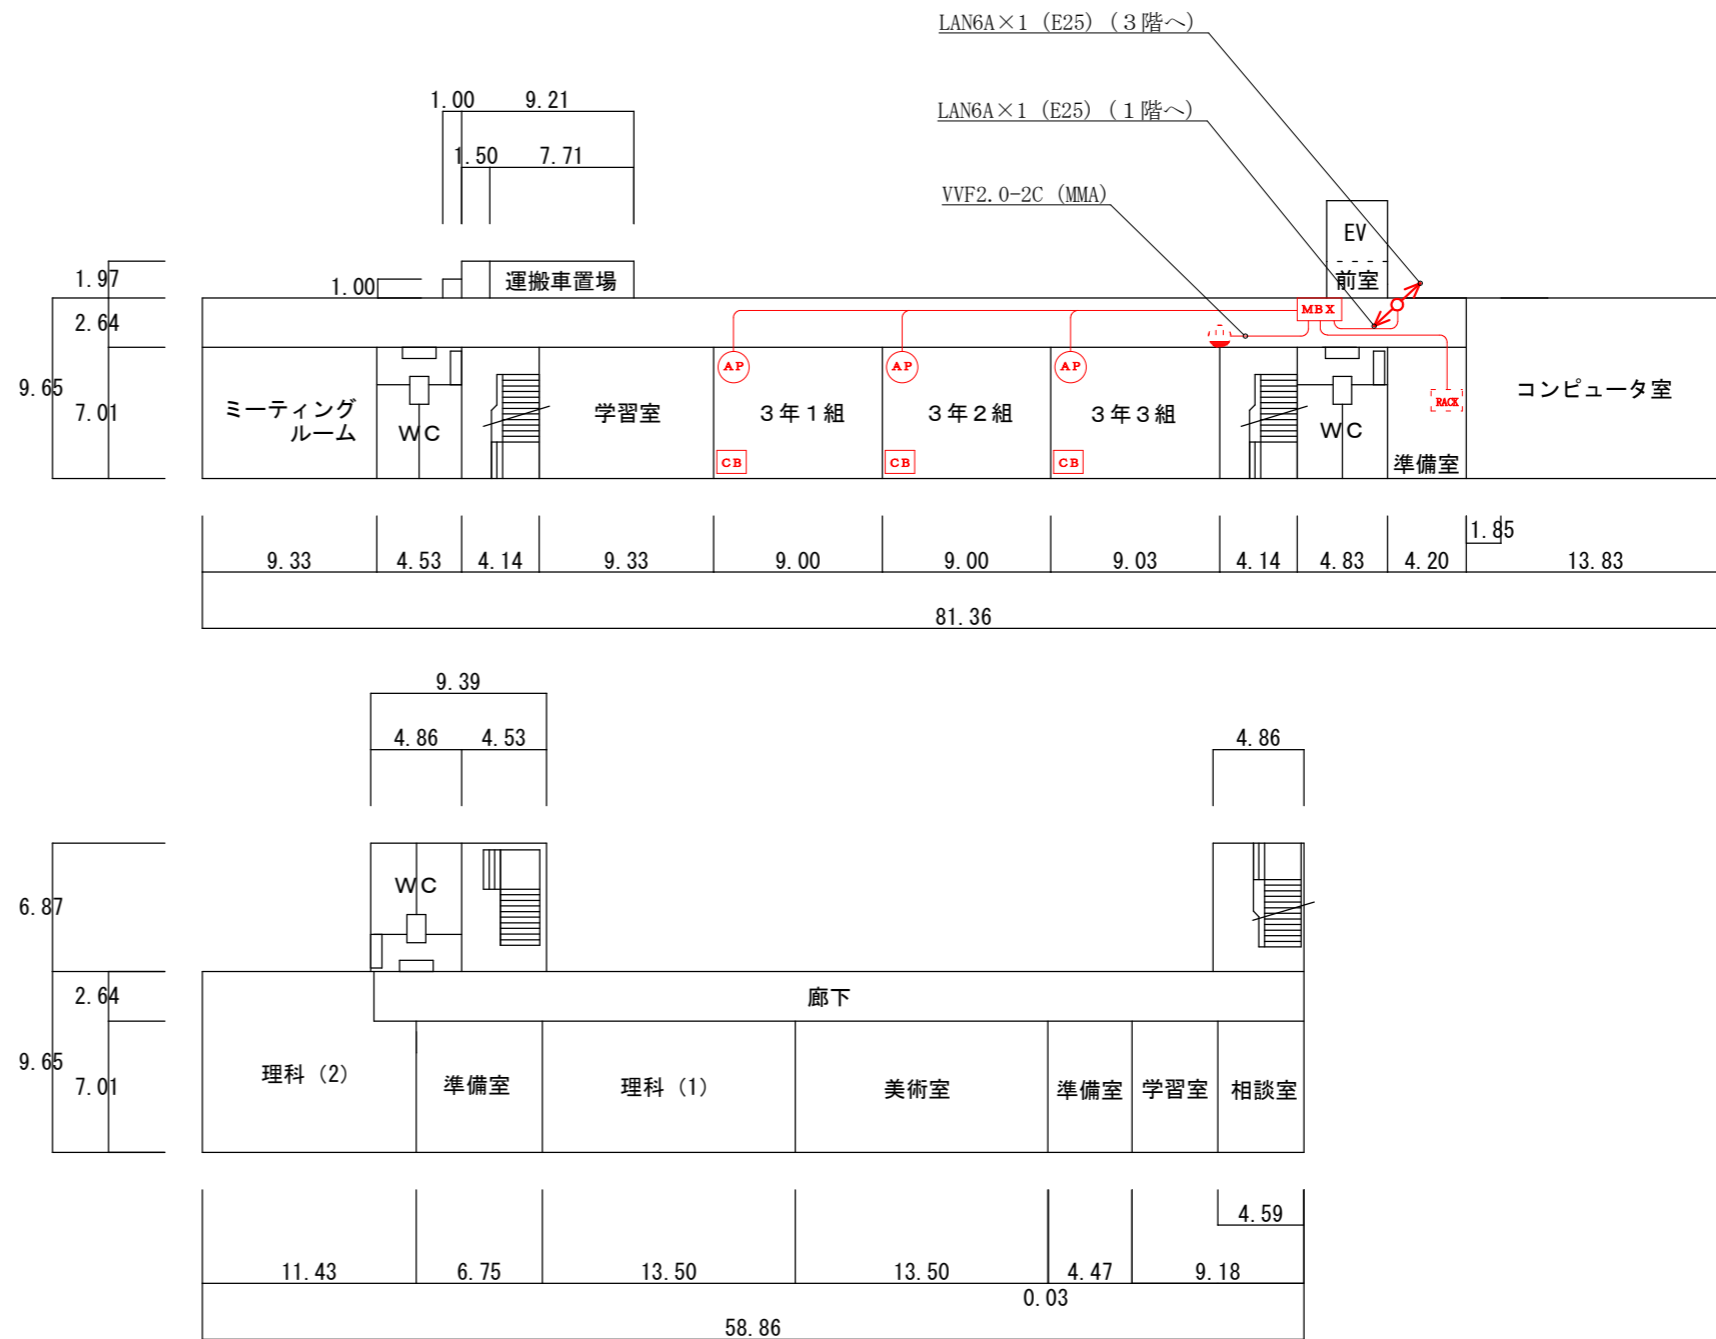 LAN6A×1 (E25) (3階へ)
1.00 9.21
LAN6A×1 (E25) (1階へ)
1.50 7.71
VVF2.0-2C (MMA)
EV
1.97
1.00
運搬車置場
前室
2.64
MBX
AP AP AP
9.65
7.01
ミーティング
ルーム
WC
学習室
3年1組
3年2組
3年3組
WC
RACK
コンピュータ室
CB CB CB
準備室
1.85
9.33 4.53 4.14 9.33 9.00 9.00 9.03 4.14 4.83 4.20 13.83
81.36
9.39
4.86 4.53 4.86
WC
6.87
2.64
廊下
9.65
7.01
理科(2)
準備室
理科(1)
美術室
準備室
学習室
相談室
4.59
11.43 6.75 13.50 13.50 4.47 9.18
0.03
58.86